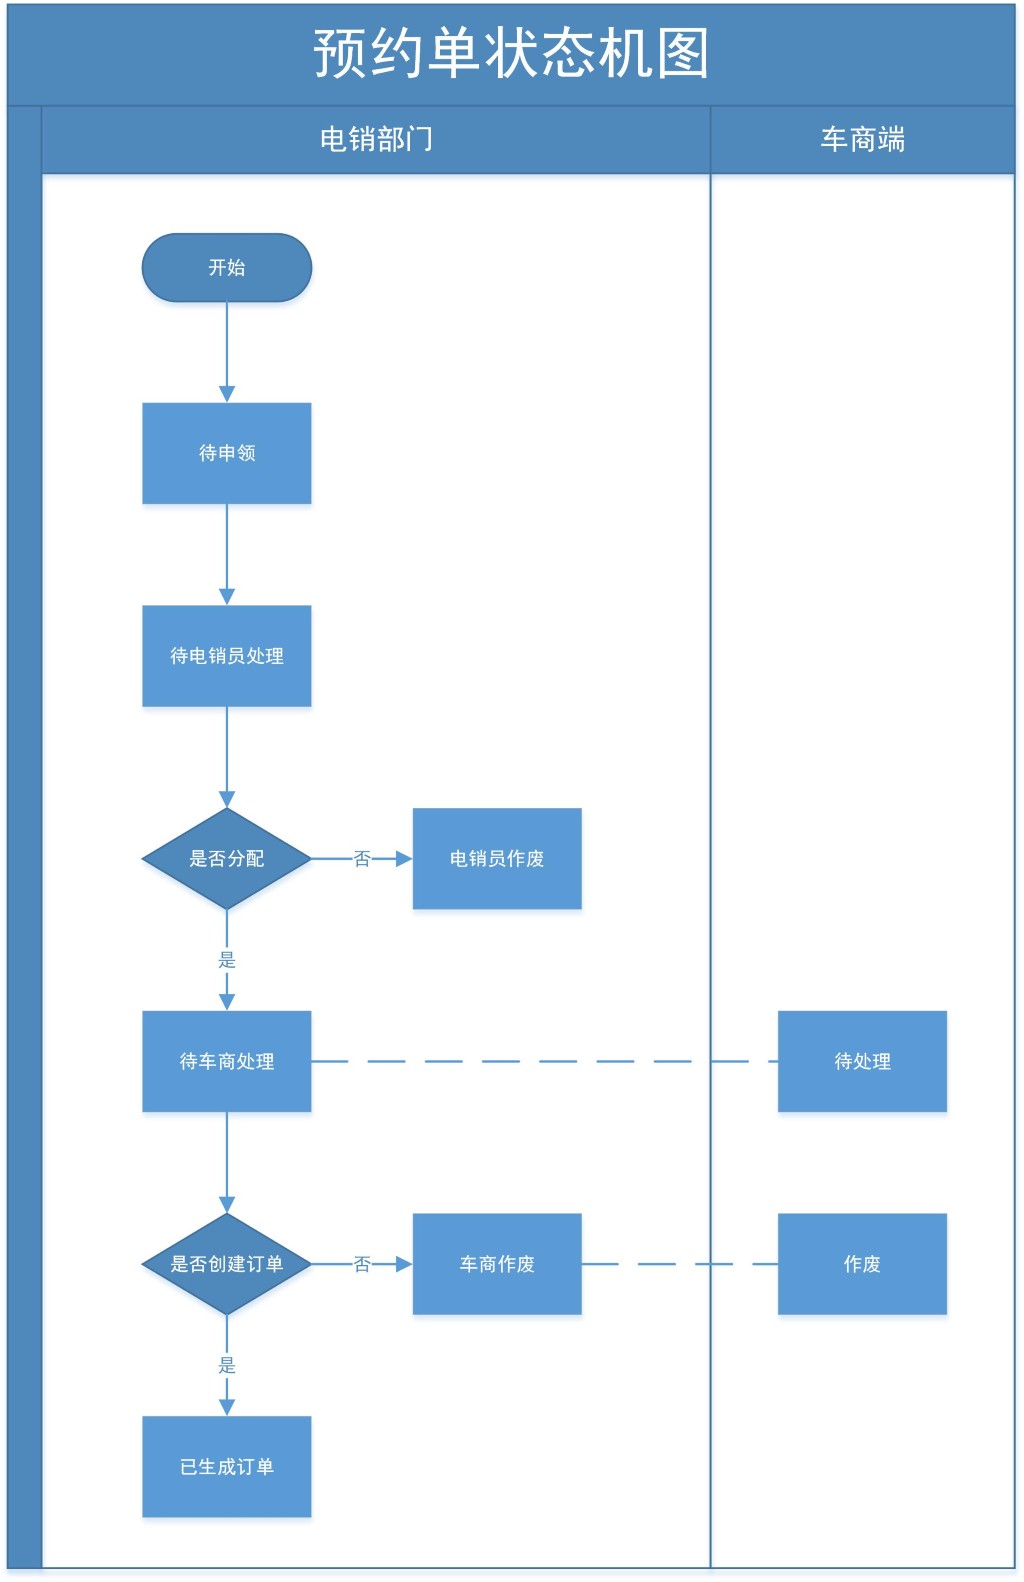 预约单状态机图
电销部门
车商端
开始
待申领
待电销员处理
是否分配
否
电销员作废
是
待车商处理
待处理
是否创建订单
否
车商作废
作废
是
已生成订单